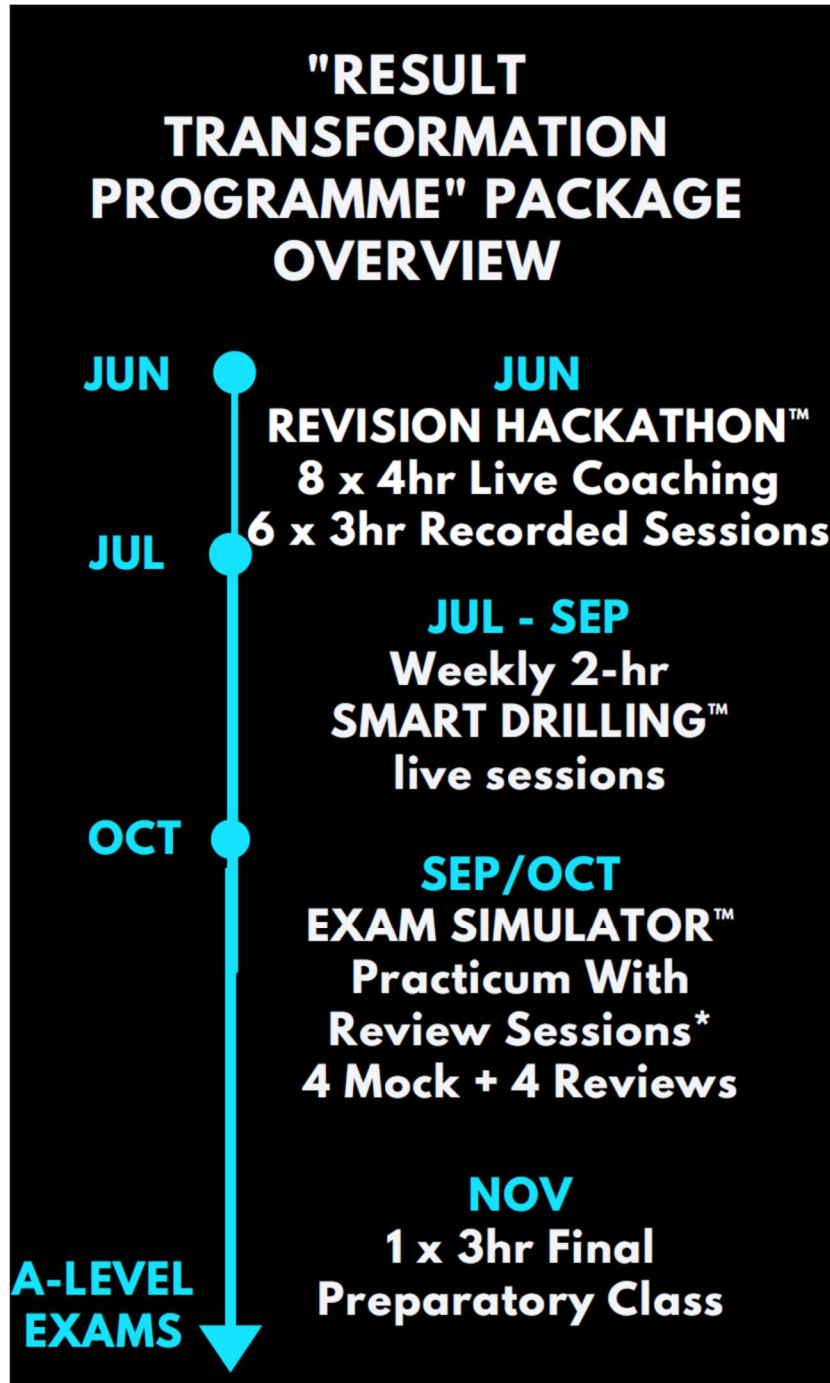 "RESULT
TRANSFORMATION
PROGRAMME" PACKAGE
OVERVIEW
JUN
JUN
REVISION HACKATHON™
8 x 4hr Live Coaching
6 x 3hr Recorded Sessions
JUL
JUL - SEP
Weekly 2-hr
SMART DRILLING™
live sessions
OCT
SEP/OCT
EXAM SIMULATOR™
Practicum With
Review Sessions*
4 Mock + 4 Reviews
NOV
1 x 3hr Final
Preparatory Class
A-LEVEL
EXAMS